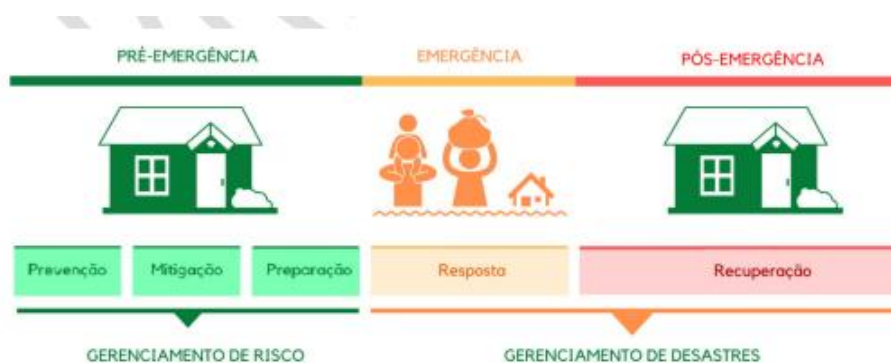 PRÉ-EMERGÊNCIA EMERGÊNCIA PÓS-EMERGÊNCIA
Prevenção Mitigação Preparação Resposta Recuperação
GERENCIAMENTO DE RISCO GERENCIAMENTO DE DESASTRES